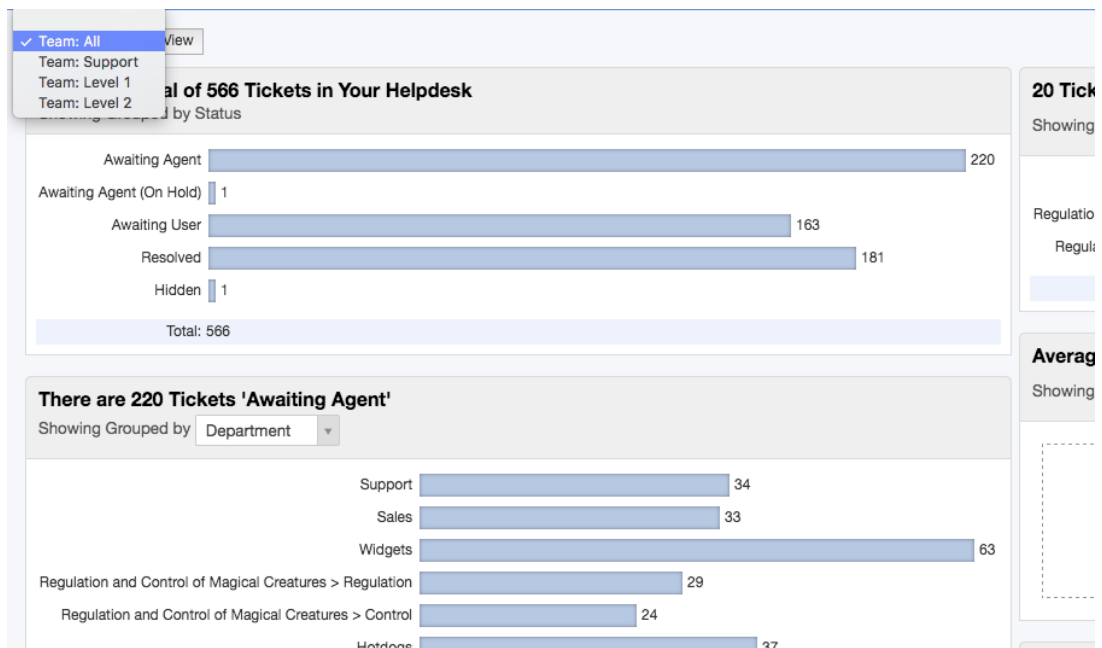 ✓ Team: All
Team: Support
Team: Level 1
Team: Level 2
View
al of 566 Tickets in Your Helpdesk
Showing Grouped by Status
Awaiting Agent 220
Awaiting Agent (On Hold) 1
Awaiting User 163
Resolved 181
Hidden 1
Total: 566
There are 220 Tickets 'Awaiting Agent'
Showing Grouped by Department
Support 34
Sales 33
Widgets 63
Regulation and Control of Magical Creatures > Regulation 29
Regulation and Control of Magical Creatures > Control 24
Hotdogs 37
20 Tick
Showing
Regulatio
Regula
Averag
Showing